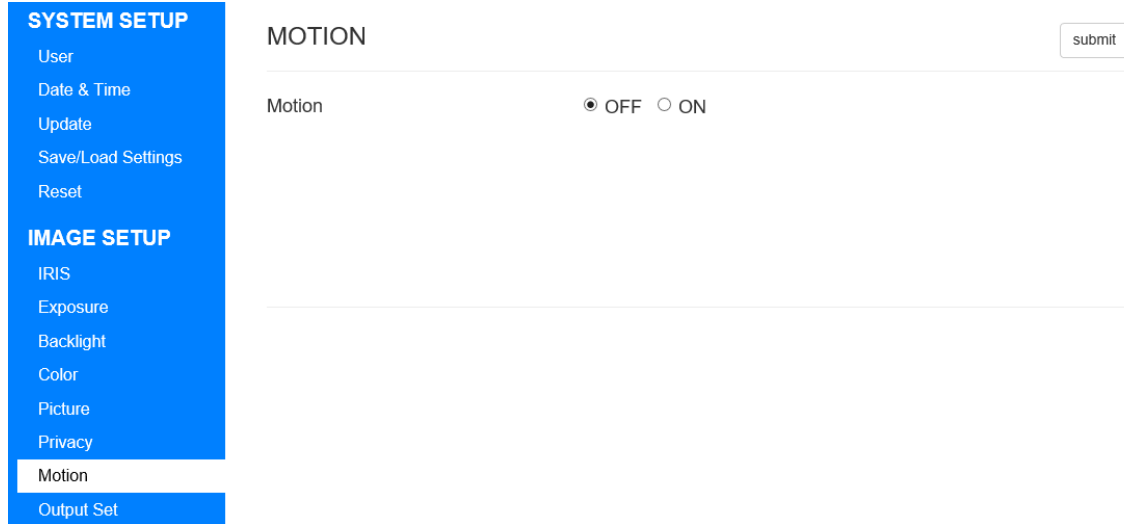 SYSTEM SETUP
User
Date & Time
Update
Save/Load Settings
Reset
IMAGE SETUP
IRIS
Exposure
Backlight
Color
Picture
Privacy
Motion
Output Set
MOTION
submit
Motion
OFF ON